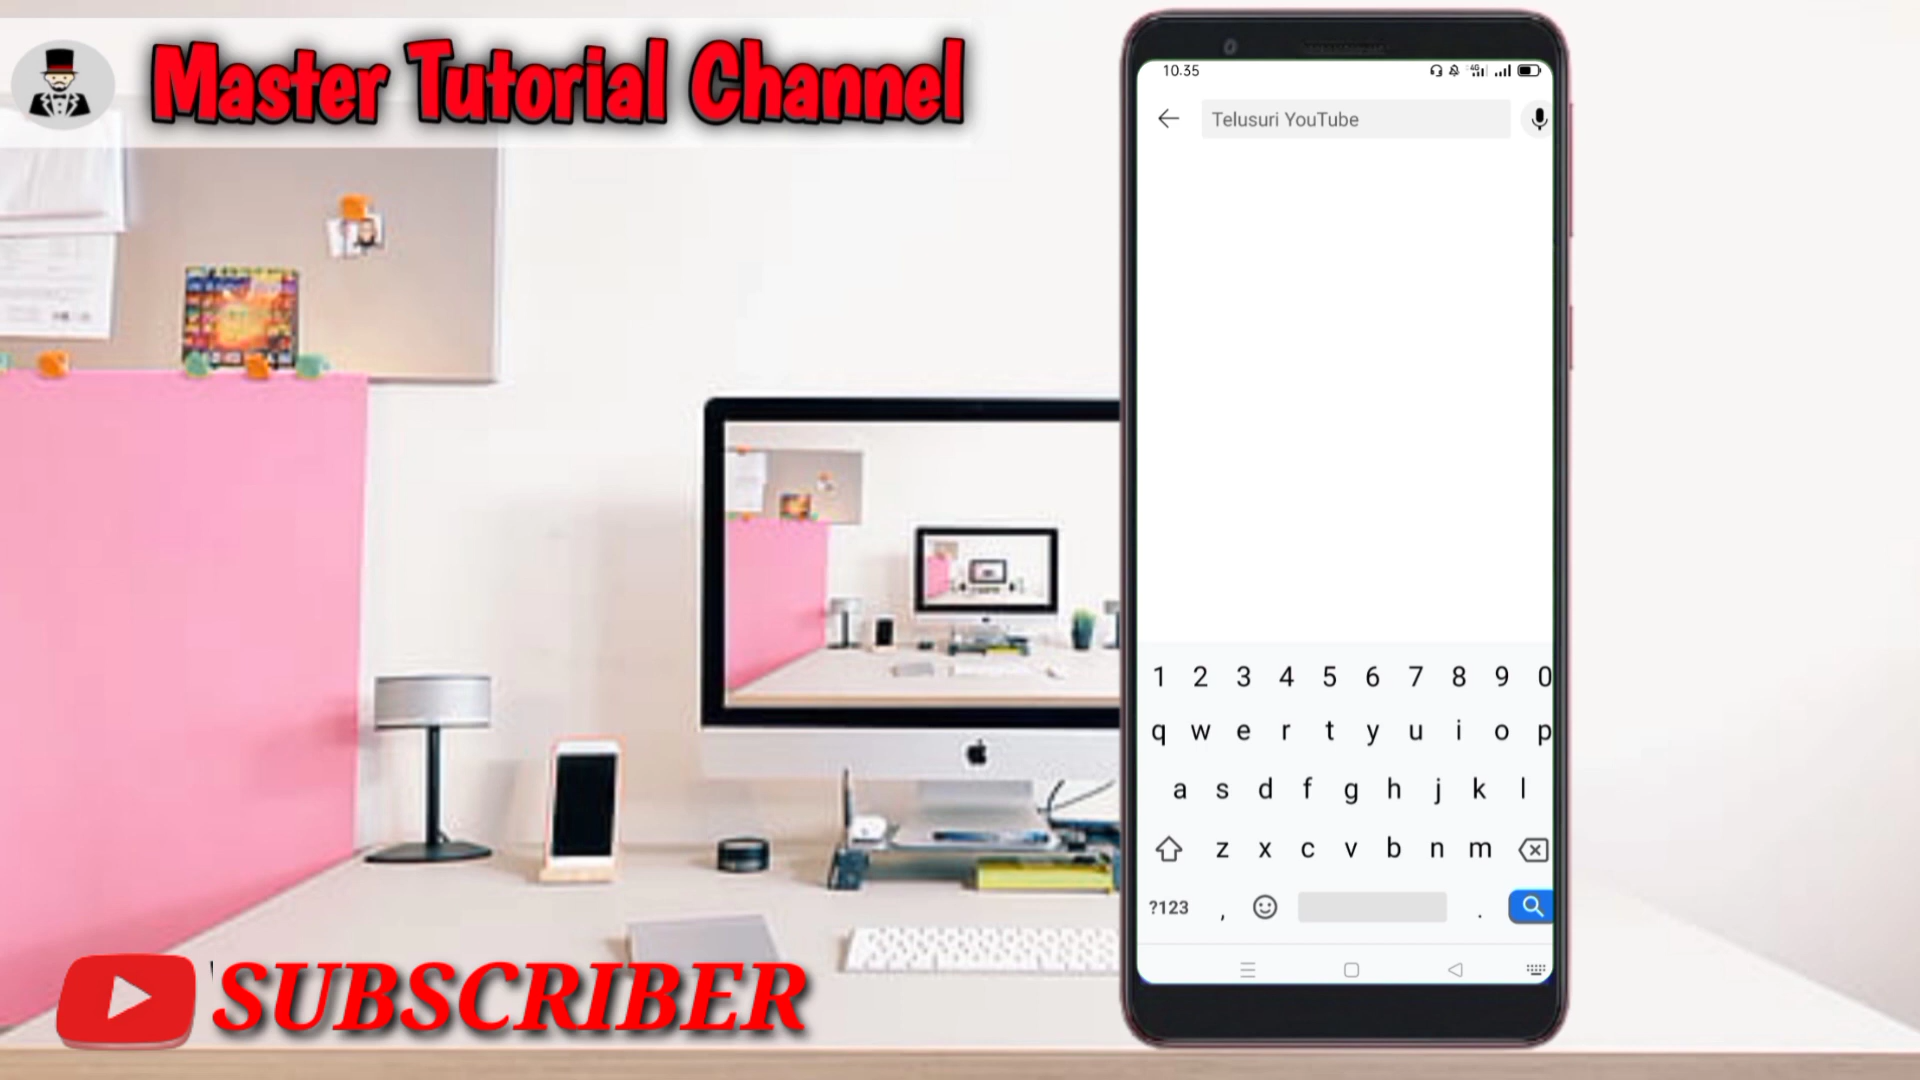 Master Tutorial Channel
10.35
4G
Telusuri YouTube
1 2 3 4 5 6 7 8 9 0
q w e r t y u i o p
a s d f g h j k l
z x c v b n m
?123 , .
SUBSCRIBER